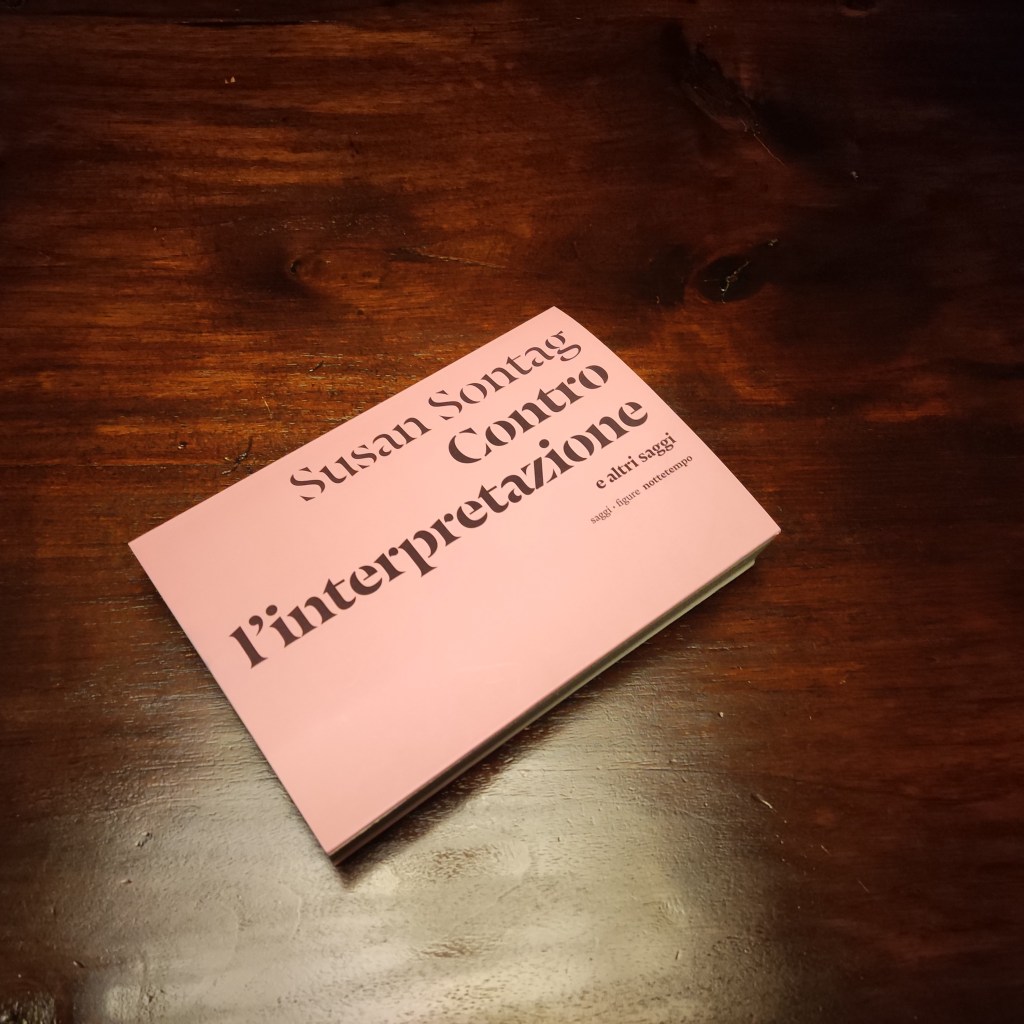 Susan Sontag
Contro
l’interpretazione
e altri saggi
saggi · figure nottetempo